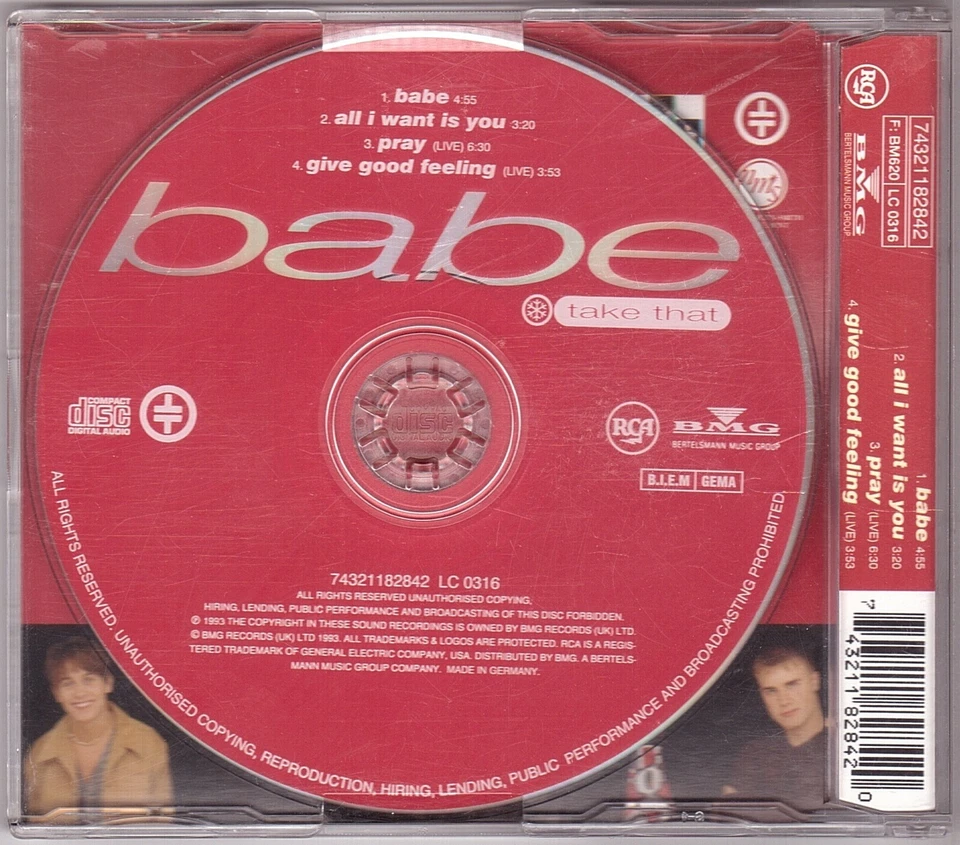 1. babe 4:55
2. all i want is you 3:20
3. pray (LIVE) 6:30
4. give good feeling (LIVE) 3:53
babe
take that
COMPACT
disc
DIGITAL AUDIO
RCA
BMG
BERTELSMANN MUSIC GROUP
B.I.E.M GEMA
disc
74321182842 LC 0316
ALL RIGHTS RESERVED UNAUTHORISED COPYING,
HIRING, LENDING, PUBLIC PERFORMANCE AND BROADCASTING OF THIS DISC FORBIDDEN.
℗ 1993 THE COPYRIGHT IN THESE SOUND RECORDINGS IS OWNED BY BMG RECORDS (UK) LTD.
© BMG RECORDS (UK) LTD 1993. ALL TRADEMARKS & LOGOS ARE PROTECTED. RCA IS A REGIS-
TERED TRADEMARK OF GENERAL ELECTRIC COMPANY, USA. DISTRIBUTED BY BMG. A BERTELS-
MANN MUSIC GROUP COMPANY. MADE IN GERMANY.
ALL RIGHTS RESERVED. UNAUTHORISED COPYING, REPRODUCTION, HIRING, LENDING, PUBLIC PERFORMANCE AND BROADCASTING PROHIBITED.
RCA
BMG
BERTELSMANN MUSIC GROUP
74321182842
F: BM620 LC 0316
1. babe 4:55
2. all i want is you 3:20
3. pray (LIVE) 6:30
4. give good feeling (LIVE) 3:53
7 43211 82842 0